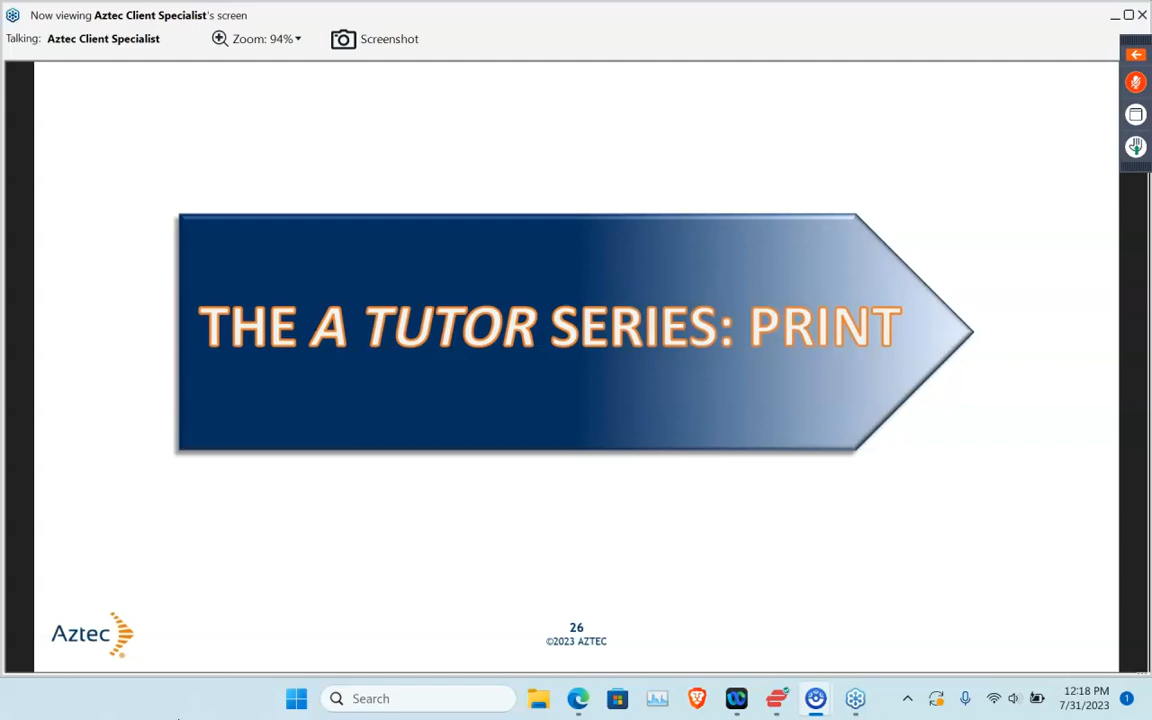 Now viewing Aztec Client Specialist's screen
Talking: Aztec Client Specialist
Zoom: 94%
Screenshot
THE A TUTOR SERIES: PRINT
Aztec
26
©2023 AZTEC
Search
12:18 PM
7/31/2023
1